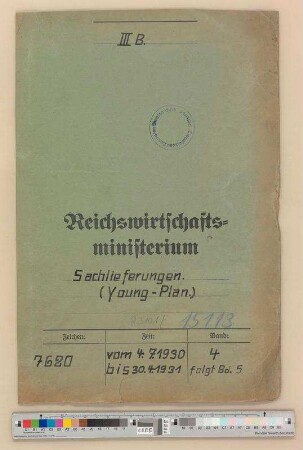 III B.
Reichswirtschafts-
ministerium
Sachlieferungen.
(Young-Plan.)
15113
Zeichen: Zeit: Band:
7680 vom 4.7.1930 4
bis 30.4.1931 folgt Bd. 5